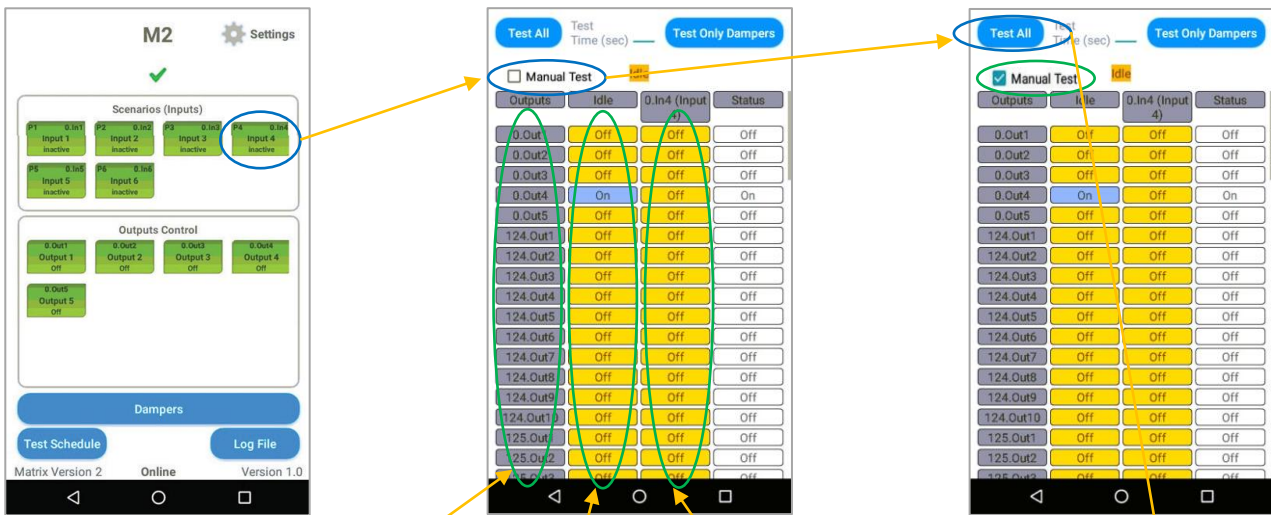 M2
Settings
Scenarios (Inputs)
P1 0.In1 P2 0.In2 P3 0.In3 P4 0.In4
Input 1 Input 2 Input 3 Input 4
inactive inactive inactive inactive
P5 0.In5 P6 0.In6
Input 5 Input 6
inactive inactive
Outputs Control
0.Out1 0.Out2 0.Out3 0.Out4
Output 1 Output 2 Output 3 Output 4
Off Off Off Off
0.Out5
Output 5
Off
Dampers
Test Schedule Log File
Matrix Version 2 Online Version 1.0
Test All Test Time (sec) Test Only Dampers
Manual Test Idle
Outputs Idle 0.In4 (Input 4) Status
0.Out1 Off Off Off
0.Out2 Off Off Off
0.Out3 Off Off Off
0.Out4 On Off On
0.Out5 Off Off Off
124.Out1 Off Off Off
124.Out2 Off Off Off
124.Out3 Off Off Off
124.Out4 Off Off Off
124.Out5 Off Off Off
124.Out6 Off Off Off
124.Out7 Off Off Off
124.Out8 Off Off Off
124.Out9 Off Off Off
124.Out10 Off Off Off
125.Out1 Off Off Off
125.Out2 Off Off Off
125.Out3 Off Off Off
Test All Test Time (sec) Test Only Dampers
Manual Test Idle
Outputs Idle 0.In4 (Input 4) Status
0.Out1 Off Off Off
0.Out2 Off Off Off
0.Out3 Off Off Off
0.Out4 On Off On
0.Out5 Off Off Off
124.Out1 Off Off Off
124.Out2 Off Off Off
124.Out3 Off Off Off
124.Out4 Off Off Off
124.Out5 Off Off Off
124.Out6 Off Off Off
124.Out7 Off Off Off
124.Out8 Off Off Off
124.Out9 Off Off Off
124.Out10 Off Off Off
125.Out1 Off Off Off
125.Out2 Off Off Off
125.Out3 Off Off Off